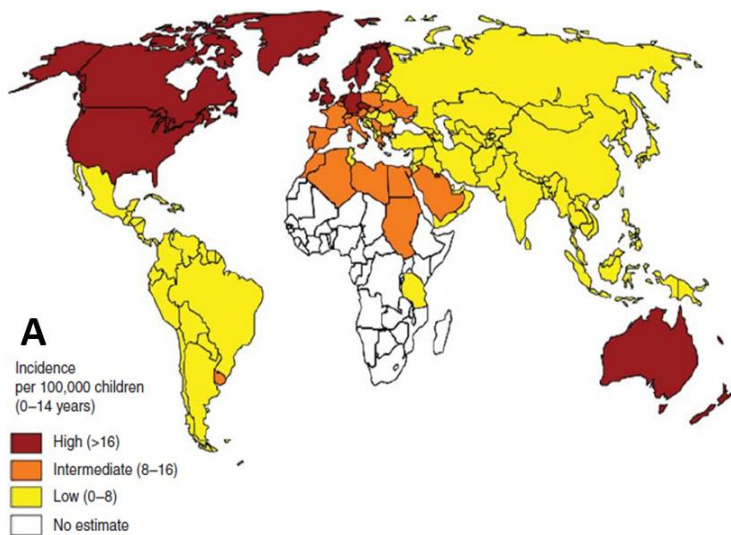 A
Incidence
per 100,000 children
(0–14 years)
High (>16)
Intermediate (8–16)
Low (0–8)
No estimate